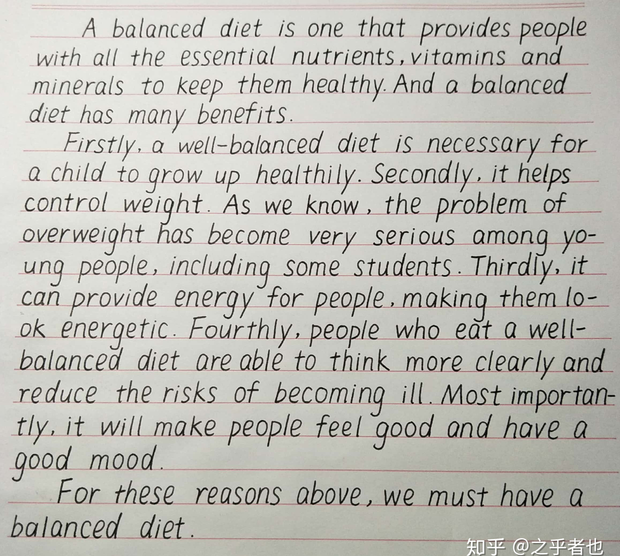 A balanced diet is one that provides people
with all the essential nutrients, vitamins and
minerals to keep them healthy. And a balanced
diet has many benefits.
Firstly, a well-balanced diet is necessary for
a child to grow up healthily. Secondly, it helps
control weight. As we know, the problem of
overweight has become very serious among yo-
ung people, including some students. Thirdly, it
can provide energy for people, making them lo-
ok energetic. Fourthly, people who eat a well-
balanced diet are able to think more clearly and
reduce the risks of becoming ill. Most importan-
tly, it will make people feel good and have a
good mood.
For these reasons above, we must have a
balanced diet.
知乎 @之乎者也